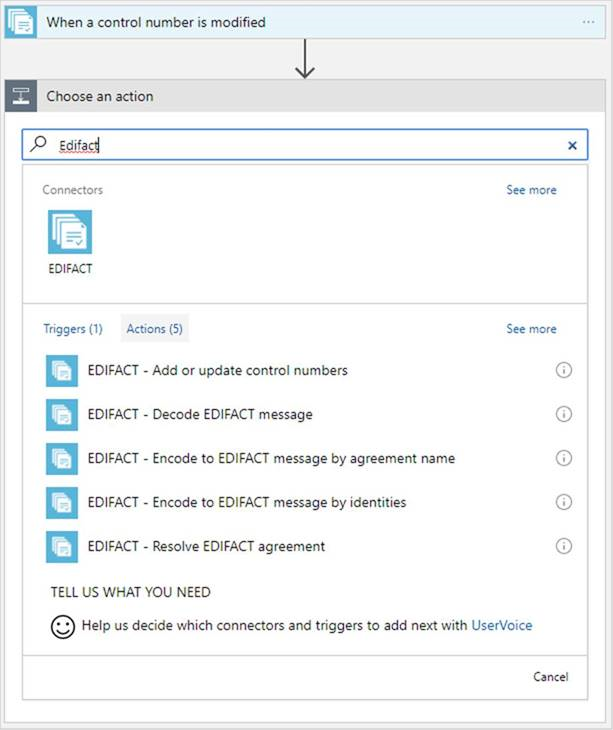 When a control number is modified
Choose an action
Edifact
Connectors See more
EDIFACT
Triggers (1) Actions (5) See more
EDIFACT - Add or update control numbers
EDIFACT - Decode EDIFACT message
EDIFACT - Encode to EDIFACT message by agreement name
EDIFACT - Encode to EDIFACT message by identities
EDIFACT - Resolve EDIFACT agreement
TELL US WHAT YOU NEED
Help us decide which connectors and triggers to add next with UserVoice
Cancel